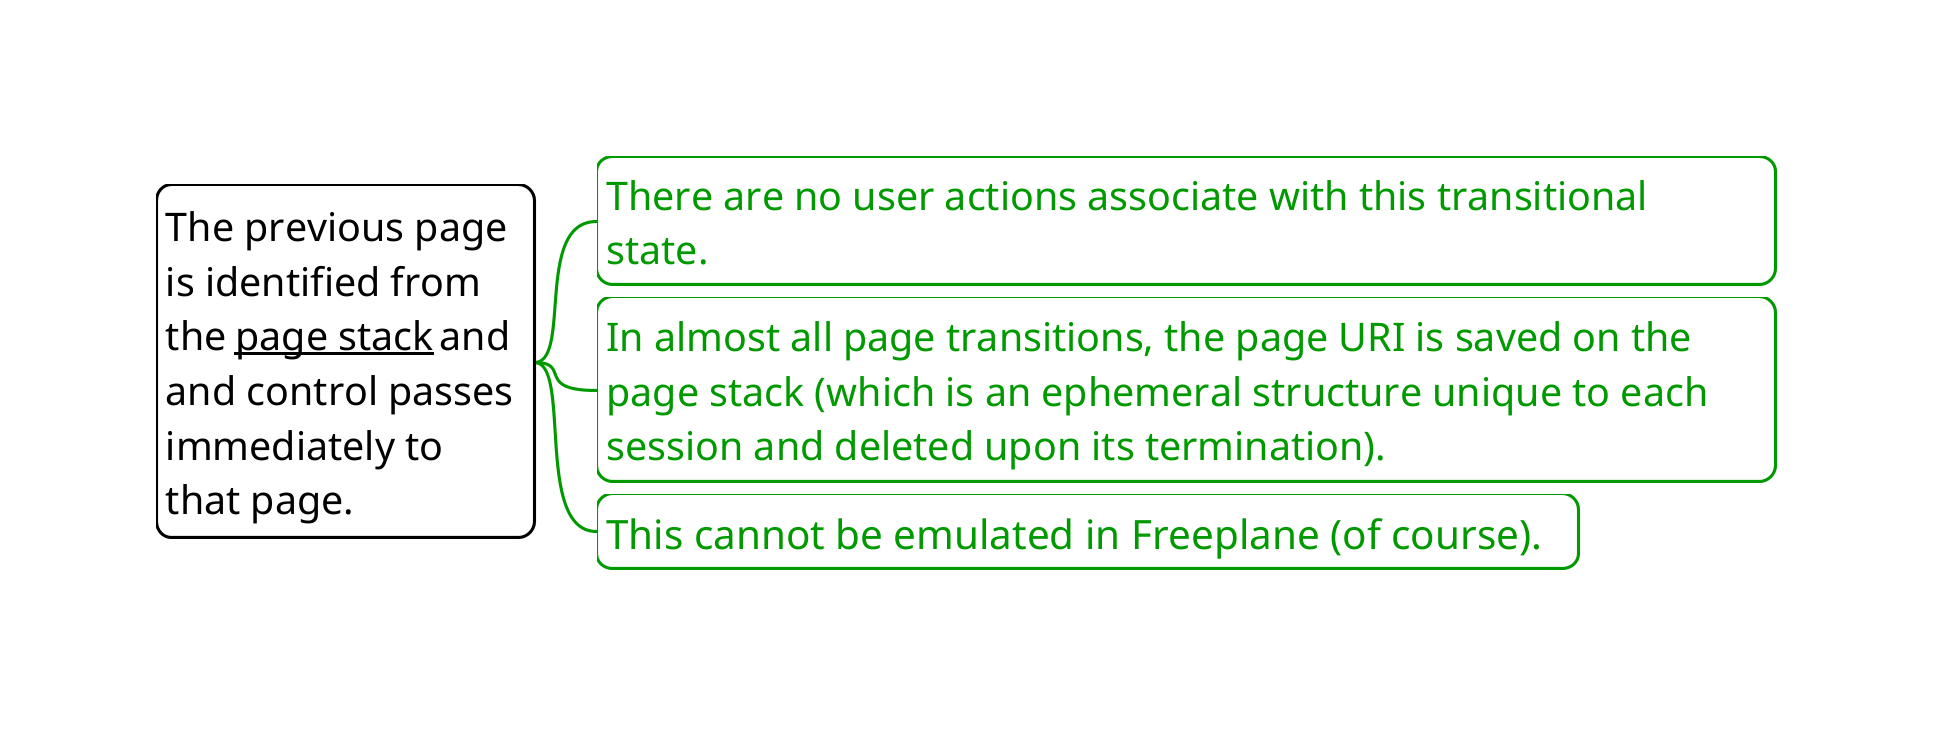 The previous page
is identified from
the page stack and
and control passes
immediately to
that page.
There are no user actions associate with this transitional
state.
In almost all page transitions, the page URI is saved on the
page stack (which is an ephemeral structure unique to each
session and deleted upon its termination).
This cannot be emulated in Freeplane (of course).